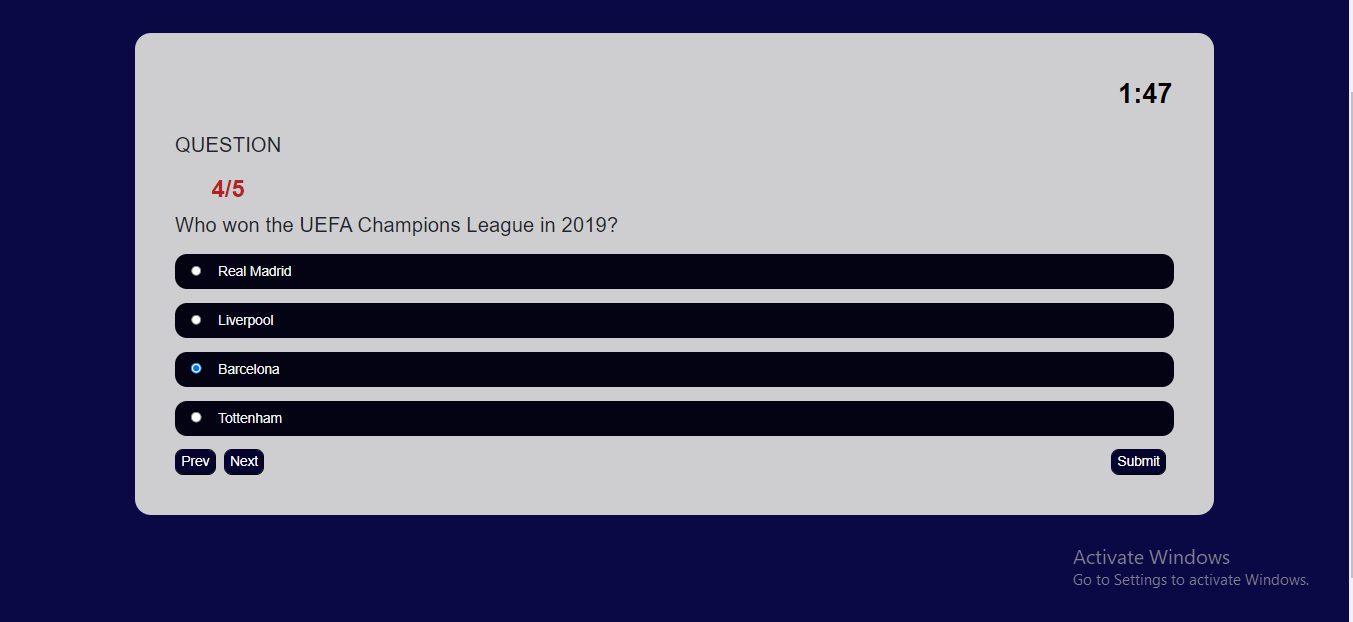 1:47
QUESTION
4/5
Who won the UEFA Champions League in 2019?
Real Madrid
Liverpool
Barcelona
Tottenham
Prev Next Submit
Activate Windows
Go to Settings to activate Windows.